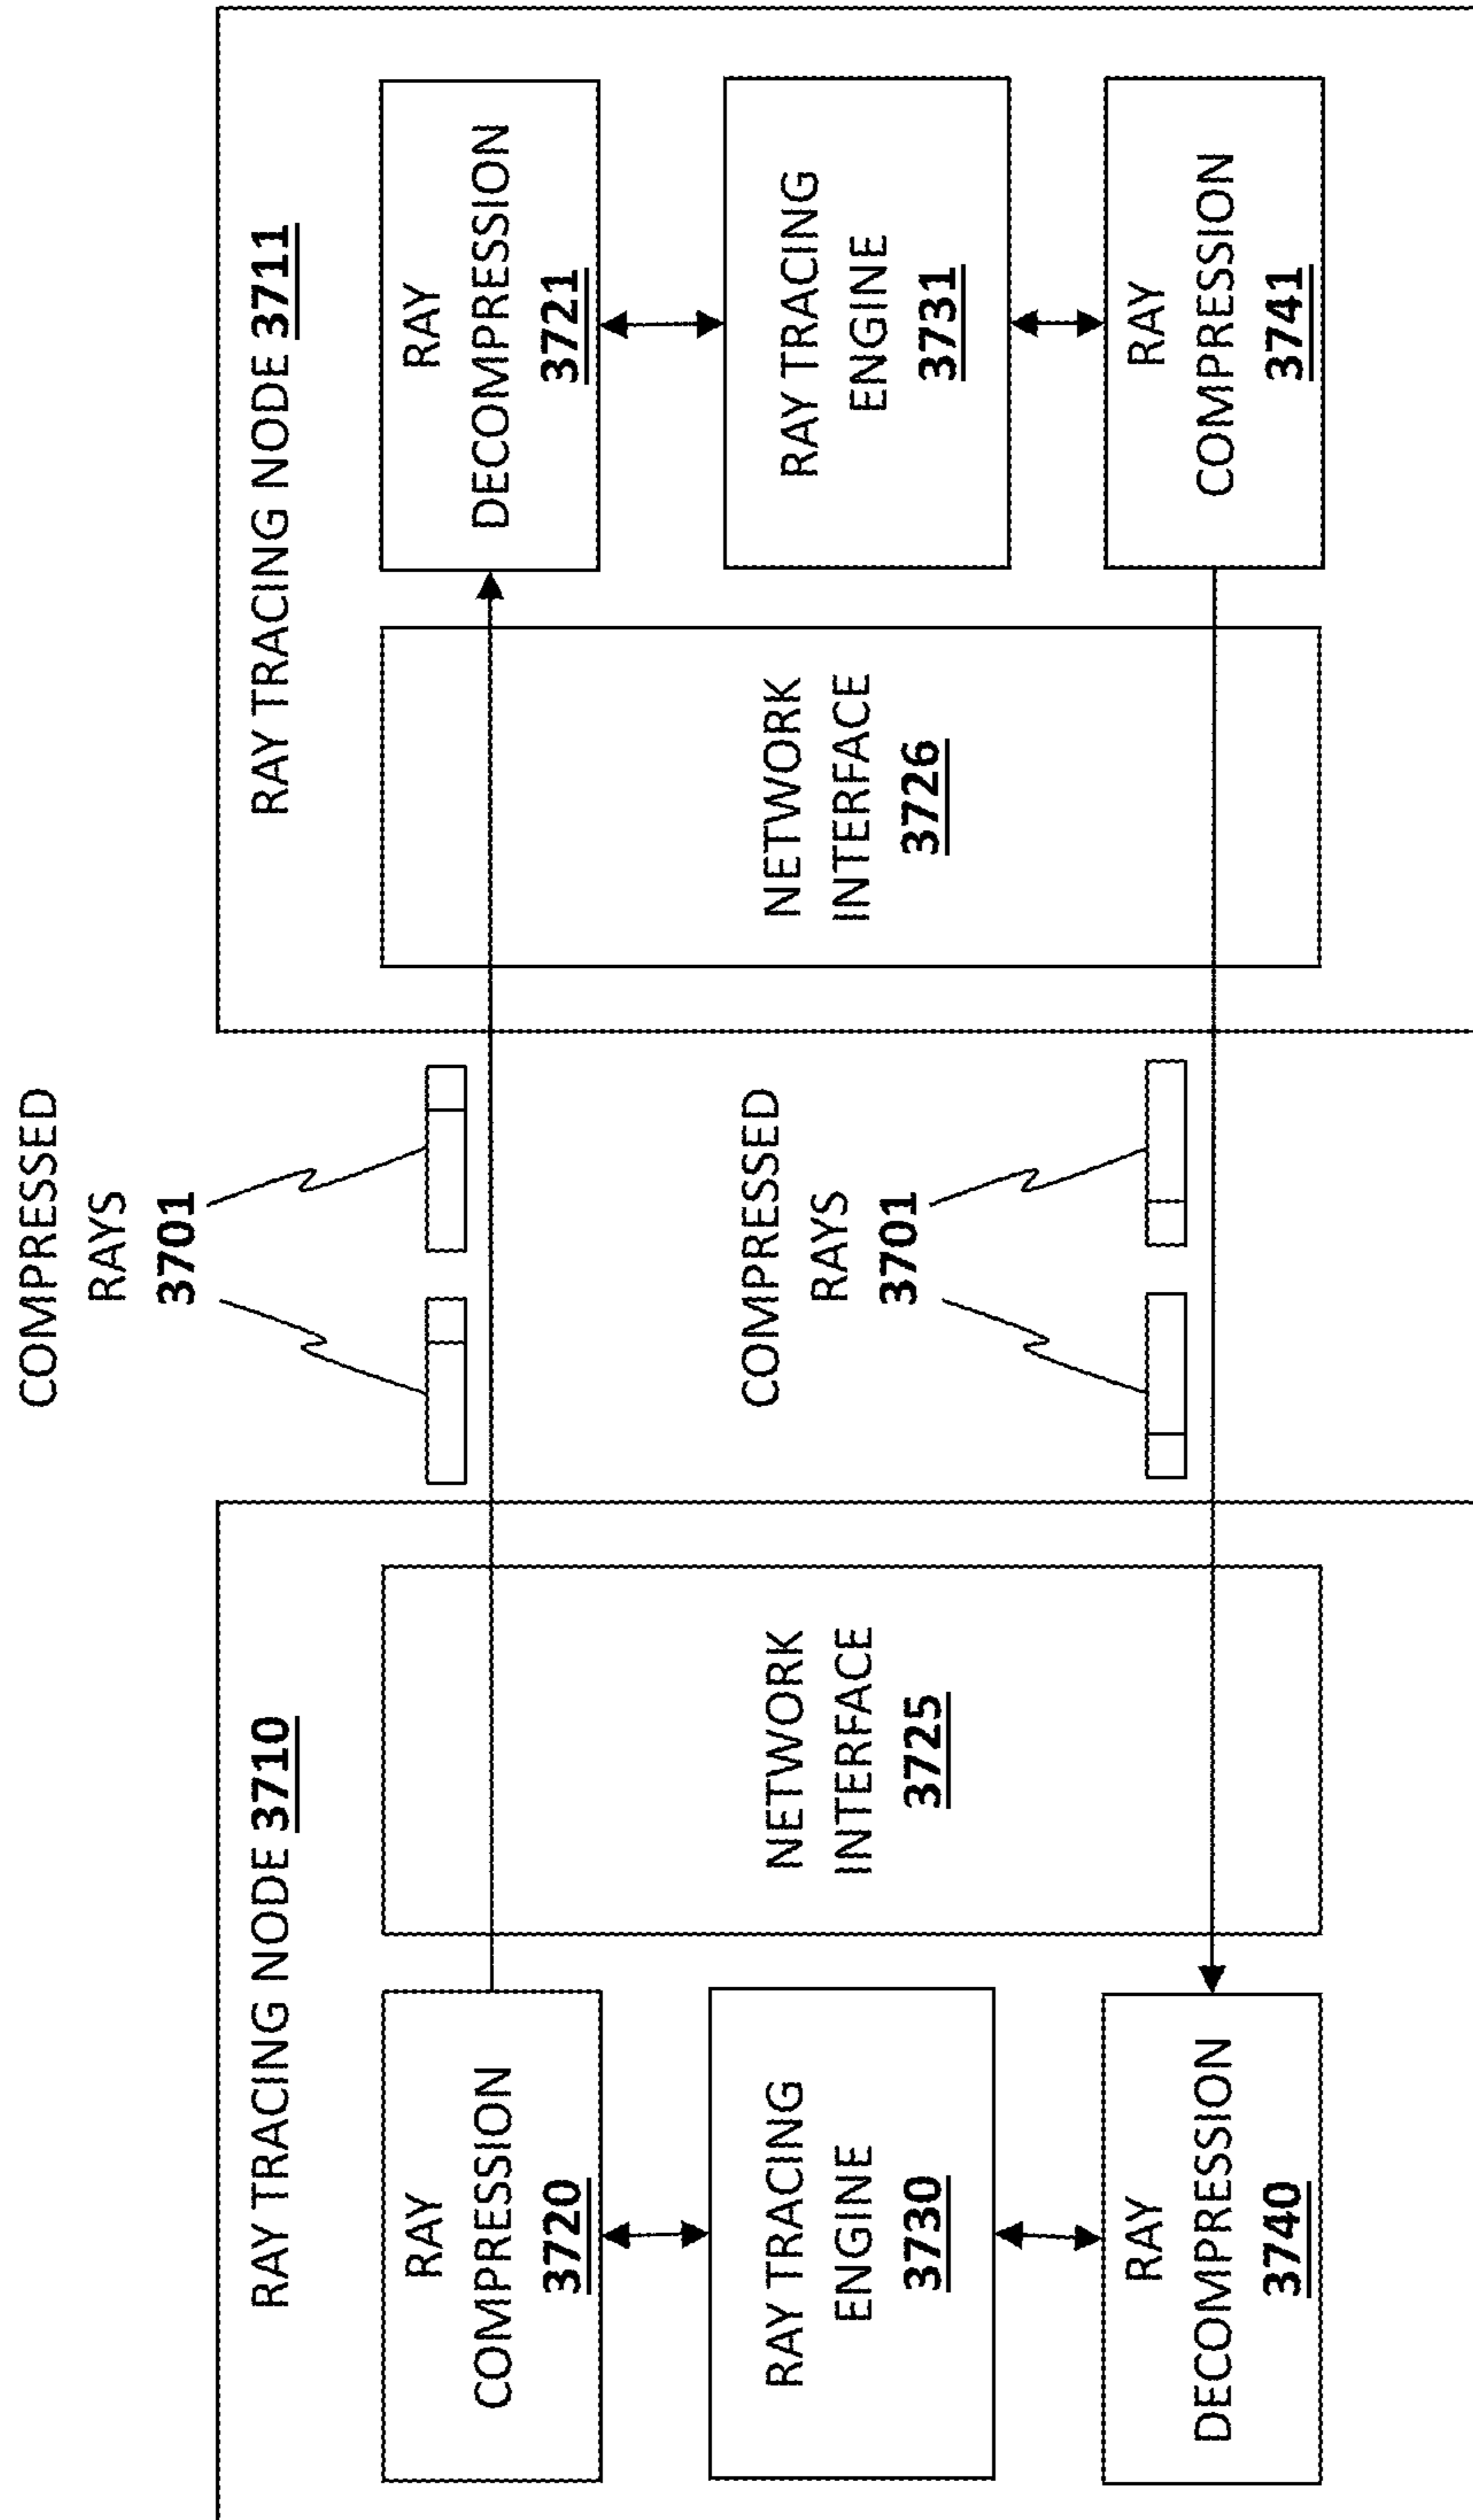 COMPRESSED
RAYS
3701
RAY TRACING NODE 3710
RAY
COMPRESSION
3720
RAY TRACING
ENGINE
3730
RAY
DECOMPRESSION
3740
NETWORK
INTERFACE
3725
COMPRESSED
RAYS
3701
RAY TRACING NODE 3711
NETWORK
INTERFACE
3726
RAY
DECOMPRESSION
3721
RAY TRACING
ENGINE
3731
RAY
COMPRESSION
3741